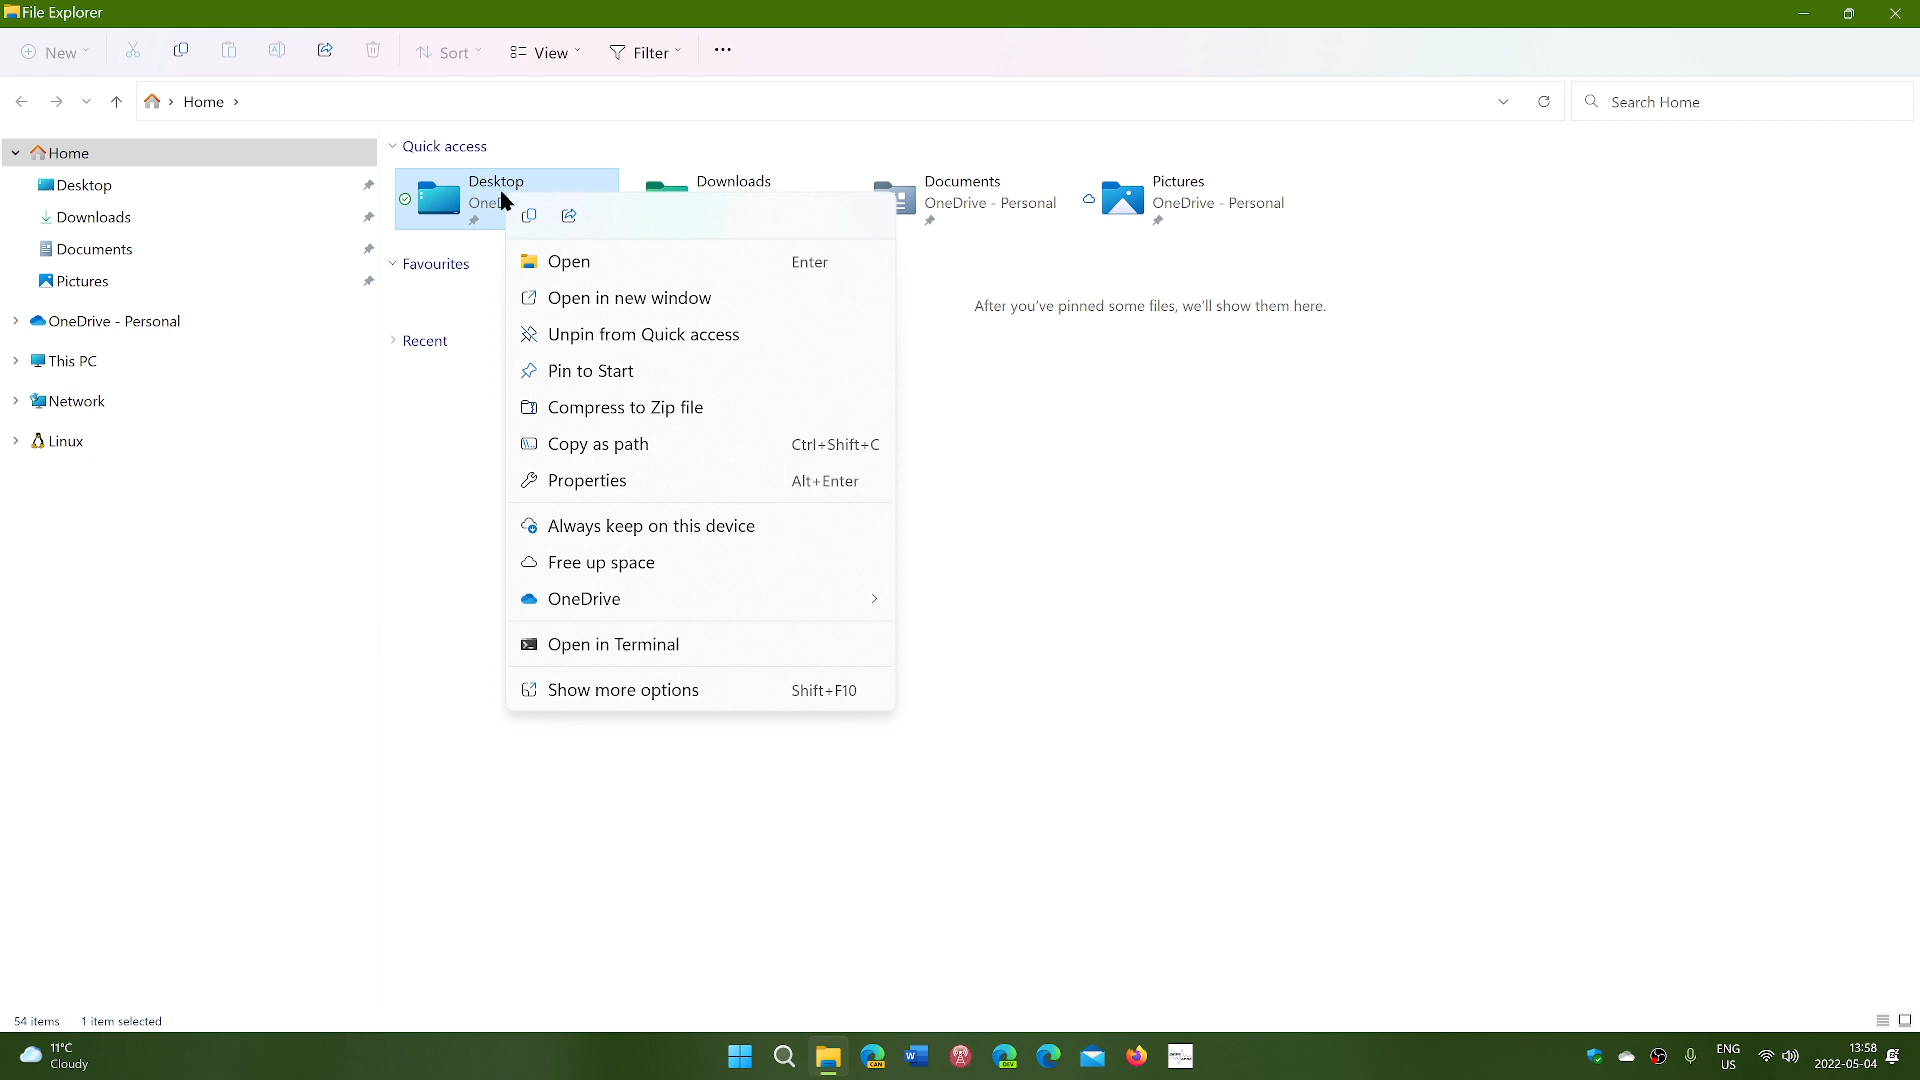 File Explorer
New Sort View Filter
Home Search Home
Home
Desktop
Downloads
Documents
Pictures
OneDrive - Personal
This PC
Network
Linux
Quick access
Desktop
Downloads
Documents
OneDrive - Personal
Pictures
OneDrive - Personal
Favourites
After you've pinned some files, we'll show them here.
Recent
Open Enter
Open in new window
Unpin from Quick access
Pin to Start
Compress to Zip file
Copy as path Ctrl+Shift+C
Properties Alt+Enter
Always keep on this device
Free up space
OneDrive
Open in Terminal
Show more options Shift+F10
54 items 1 item selected
11°C
Cloudy
CAN
DEV
ENG
US
13:58
2022-05-04